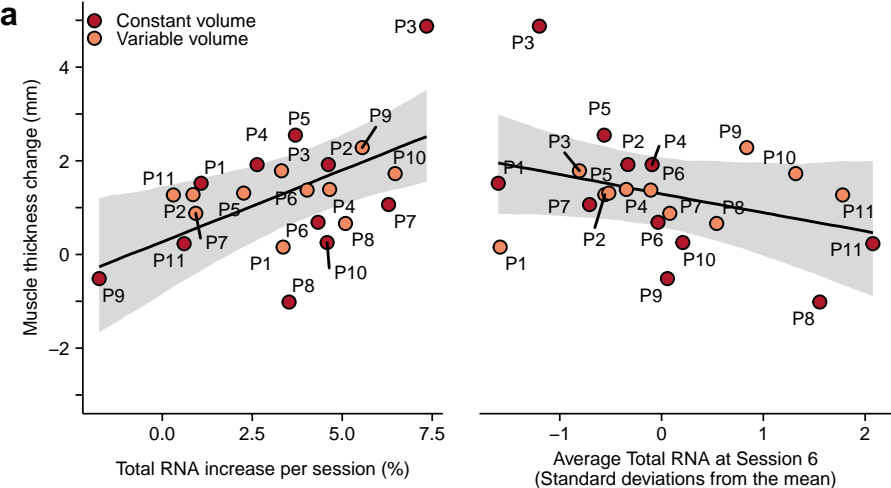 a
Constant volume
Variable volume
Muscle thickness change (mm)
4
2
0
−2
P3
P5
P4
P9
P2
P3
P10
P11
P1
P2
P5
P6
P4
P7
P7
P6
P8
P11
P1
P10
P9
P8
0.0
2.5
5.0
7.5
Total RNA increase per session (%)
P3
P5
P3
P2
P4
P9
P10
P1
P5
P6
P7
P4
P7
P8
P11
P2
P6
P11
P1
P10
P9
P8
−1
0
1
2
Average Total RNA at Session 6
(Standard deviations from the mean)